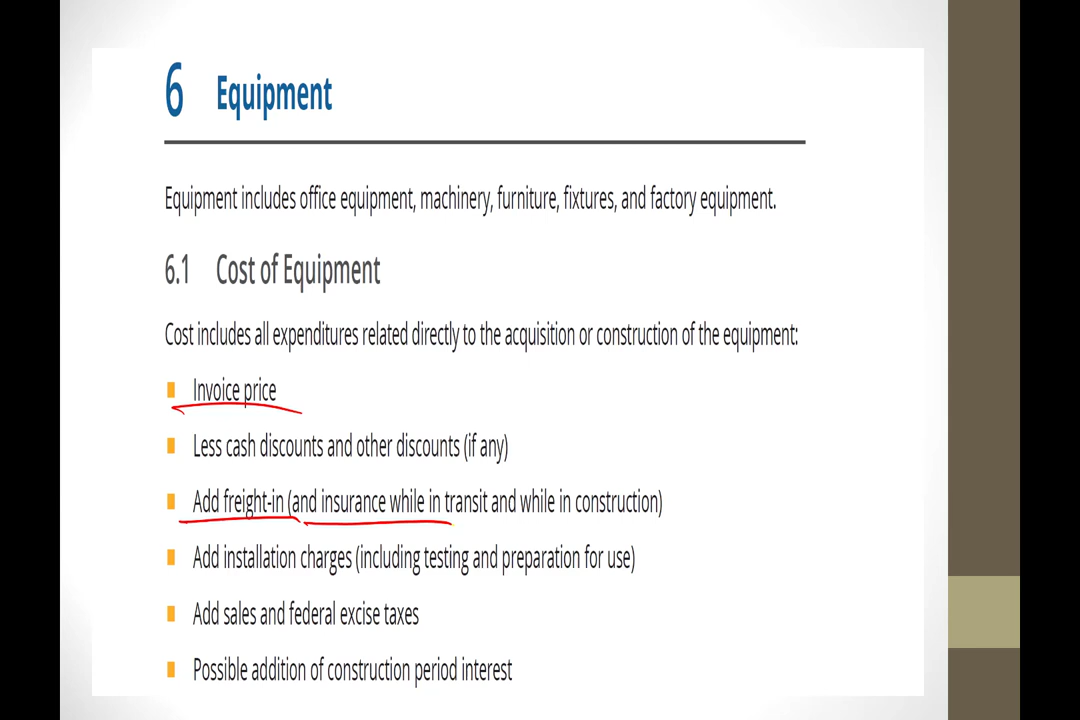 6 Equipment
Equipment includes office equipment, machinery, furniture, fixtures, and factory equipment.
6.1 Cost of Equipment
Cost includes all expenditures related directly to the acquisition or construction of the equipment:
Invoice price
Less cash discounts and other discounts (if any)
Add freight-in (and insurance while in transit and while in construction)
Add installation charges (including testing and preparation for use)
Add sales and federal excise taxes
Possible addition of construction period interest